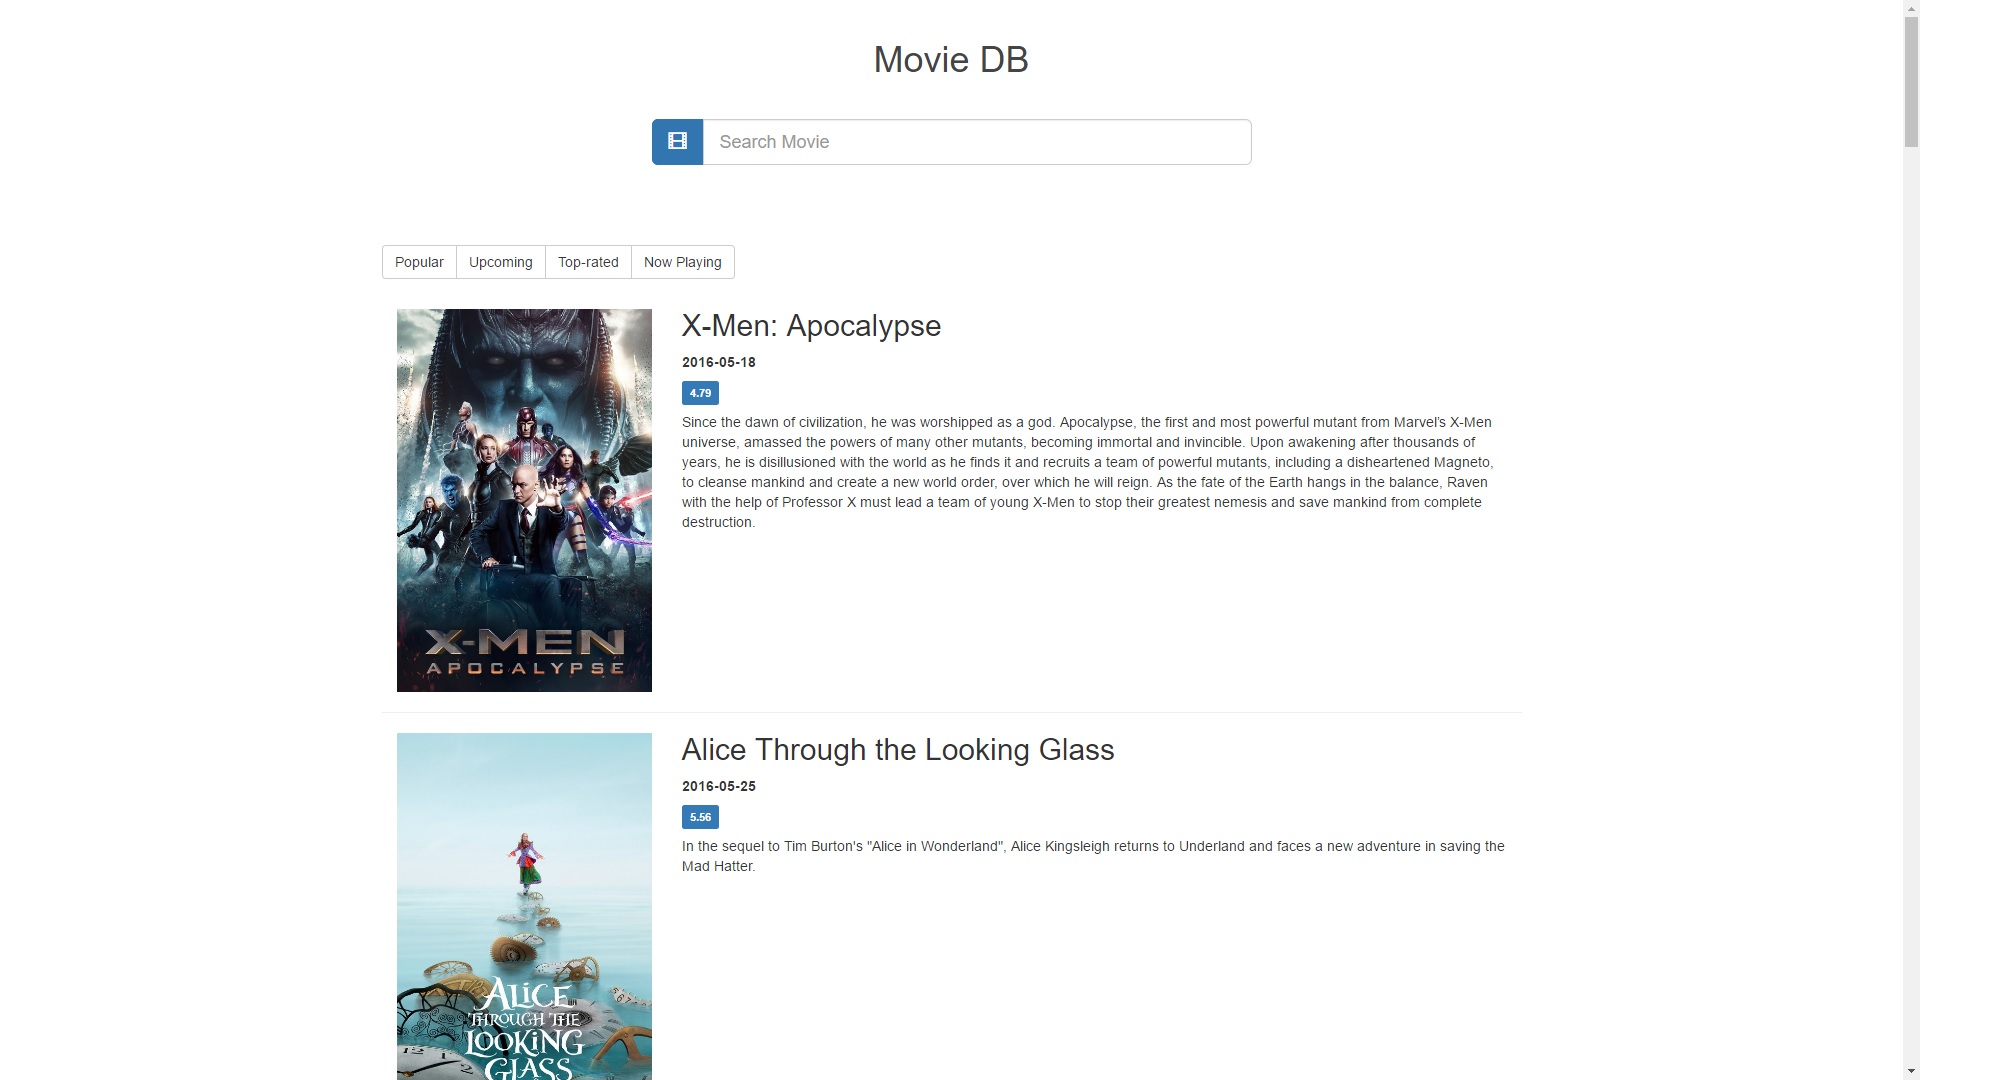 Movie DB
Search Movie
Popular
Upcoming
Top-rated
Now Playing
X-Men: Apocalypse
2016-05-18
4.79
Since the dawn of civilization, he was worshipped as a god. Apocalypse, the first and most powerful mutant from Marvel’s X-Men
universe, amassed the powers of many other mutants, becoming immortal and invincible. Upon awakening after thousands of
years, he is disillusioned with the world as he finds it and recruits a team of powerful mutants, including a disheartened Magneto,
to cleanse mankind and create a new world order, over which he will reign. As the fate of the Earth hangs in the balance, Raven
with the help of Professor X must lead a team of young X-Men to stop their greatest nemesis and save mankind from complete
destruction.
X-MEN
APOCALYPSE
Alice Through the Looking Glass
2016-05-25
5.56
In the sequel to Tim Burton's "Alice in Wonderland", Alice Kingsleigh returns to Underland and faces a new adventure in saving the
Mad Hatter.
ALICE
THROUGH THE
LOOKING
GLASS